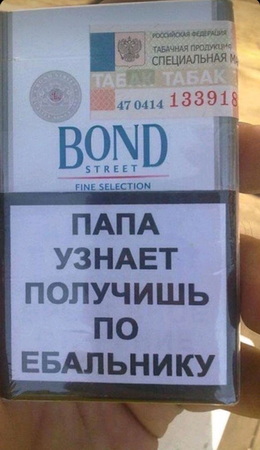 РОССИЙСКАЯ ФЕДЕРАЦИЯ
ТАБАЧНАЯ ПРОДУКЦИЯ
СПЕЦИАЛЬНАЯ
ТАБАК ТАБАК
47 0414 133918
BOND
STREET
FINE SELECTION
ПАПА
УЗНАЕТ
ПОЛУЧИШЬ
ПО
ЕБАЛЬНИКУ